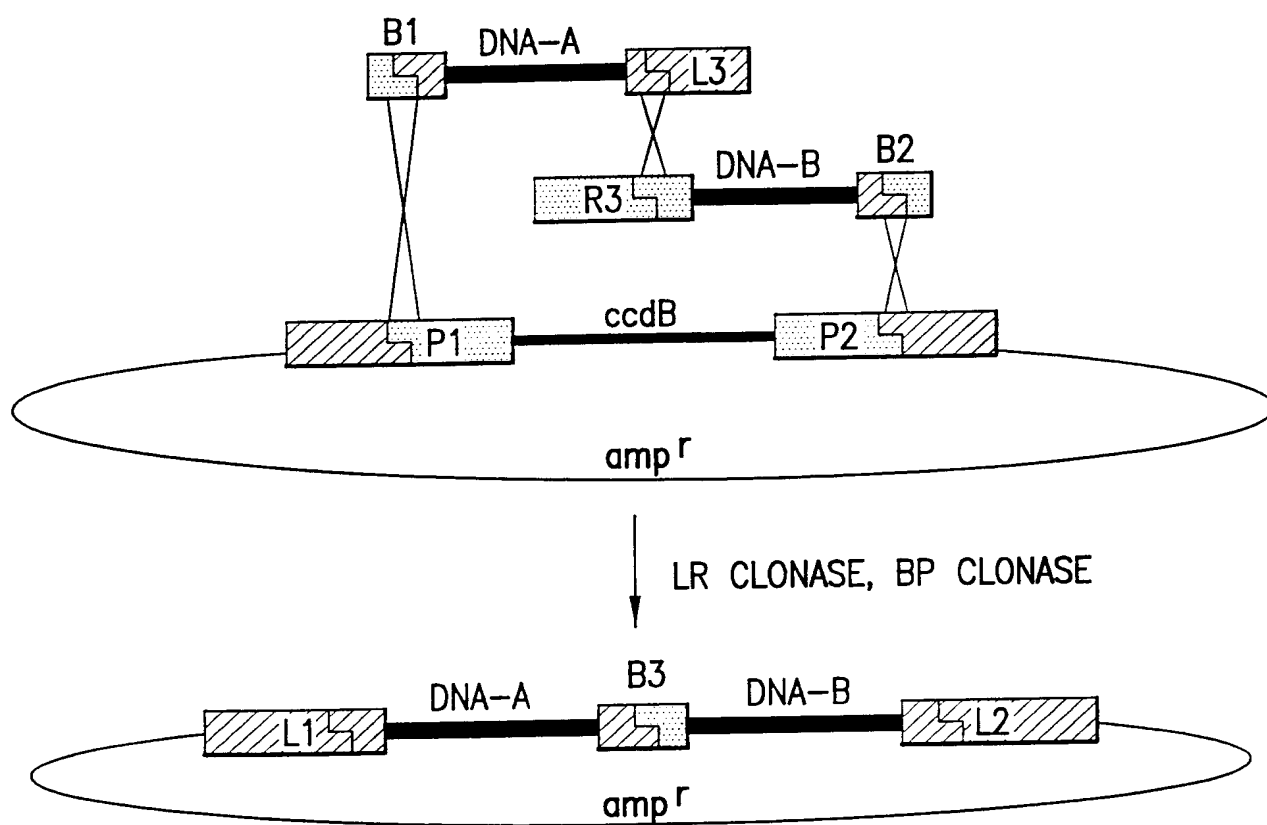 B1 DNA-A
L3
R3 DNA-B B2
P1 ccdB P2
amp r
LR CLONASE, BP CLONASE
DNA-A B3 DNA-B
L1 L2
amp r